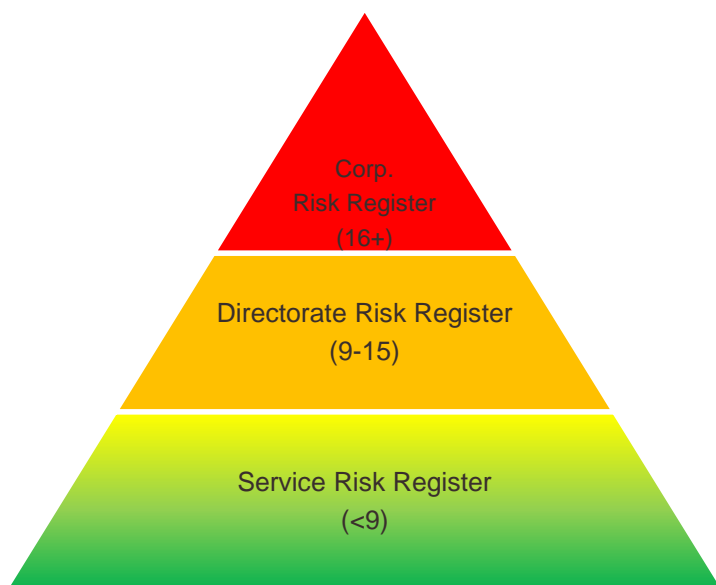 Corp.
Risk Register
(16+)
Directorate Risk Register
(9-15)
Service Risk Register
(<9)